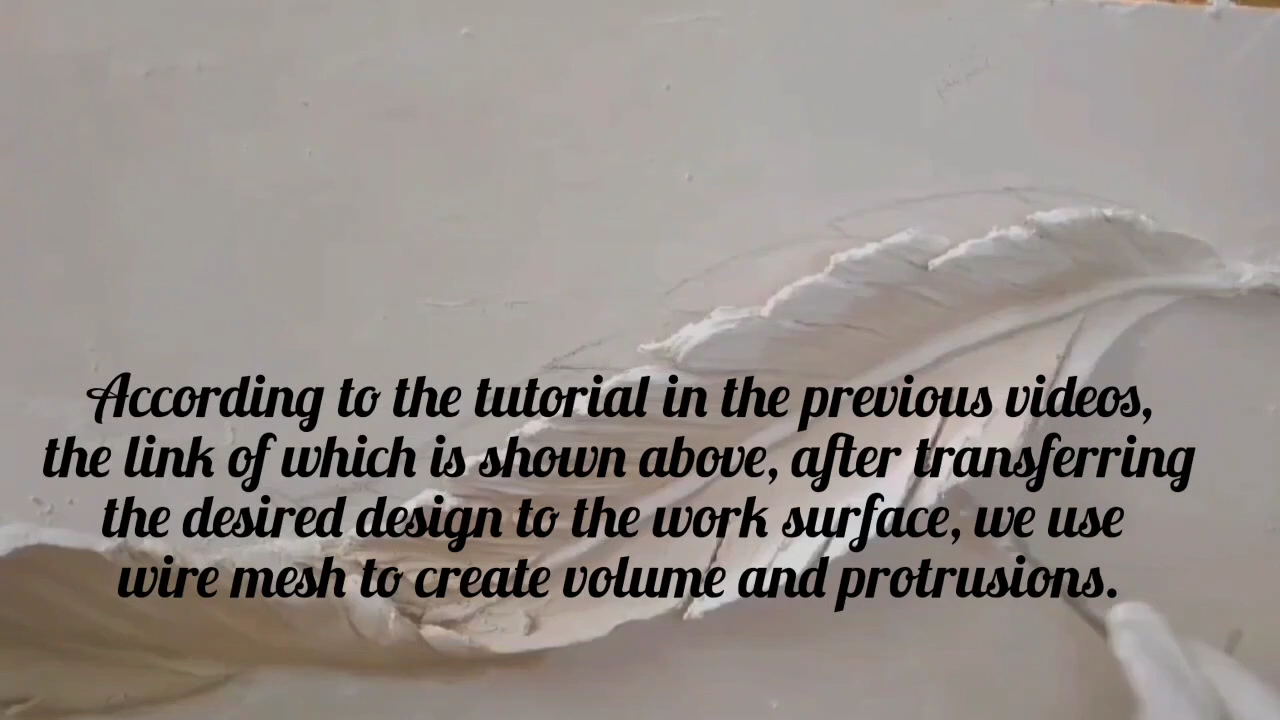 According to the tutorial in the previous videos,
the link of which is shown above, after transferring
the desired design to the work surface, we use
wire mesh to create volume and protrusions.